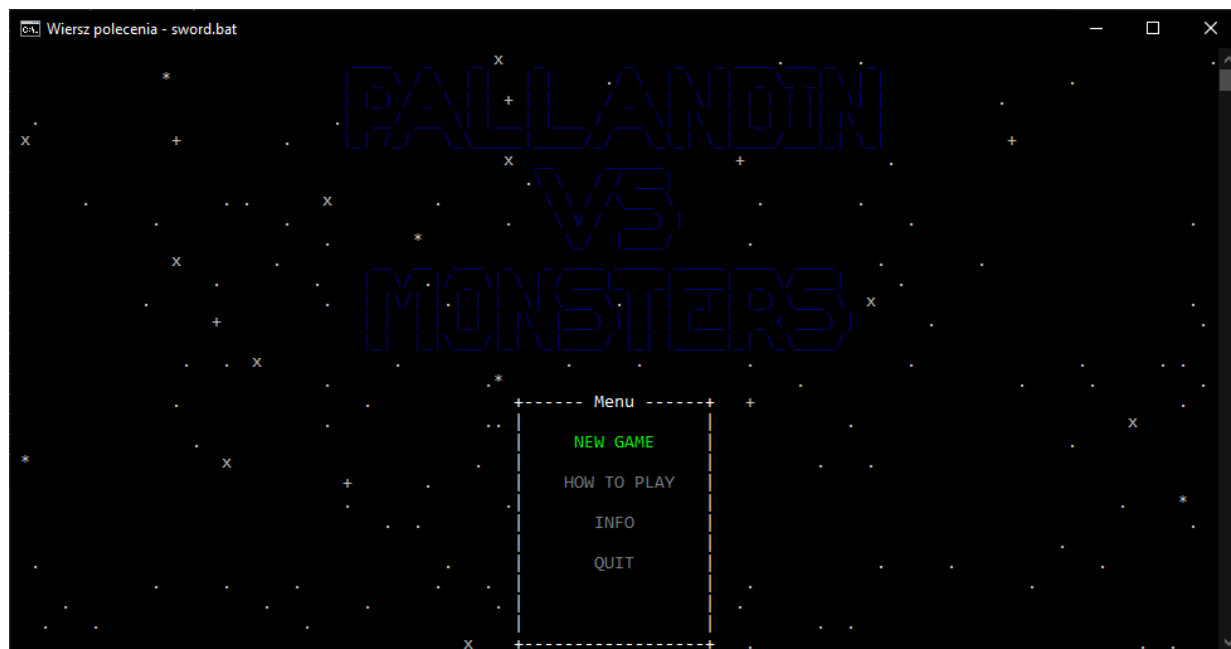 Wiersz polecenia - sword.bat
PALLANDIN
VS
MONSTERS
Menu
NEW GAME
HOW TO PLAY
INFO
QUIT